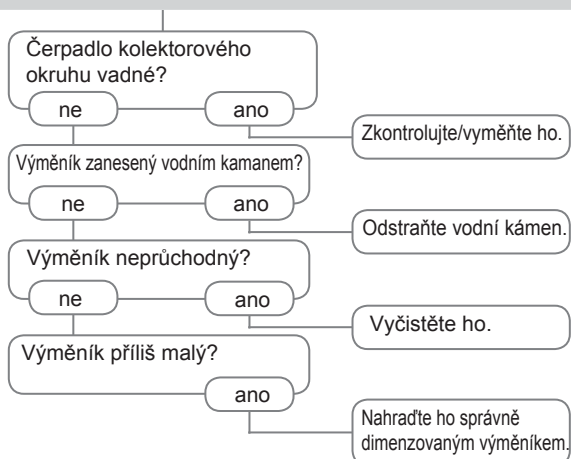 Čerpadlo kolektorového
okruhu vadné?
ne
ano
Zkontrolujte/vyměňte ho.
Výměník zanesený vodním kamanem?
ne
ano
Odstraňte vodní kámen.
Výměník neprůchodný?
ne
ano
Vyčistěte ho.
Výměník příliš malý?
ano
Nahraďte ho správně
dimenzovaným výměníkem.